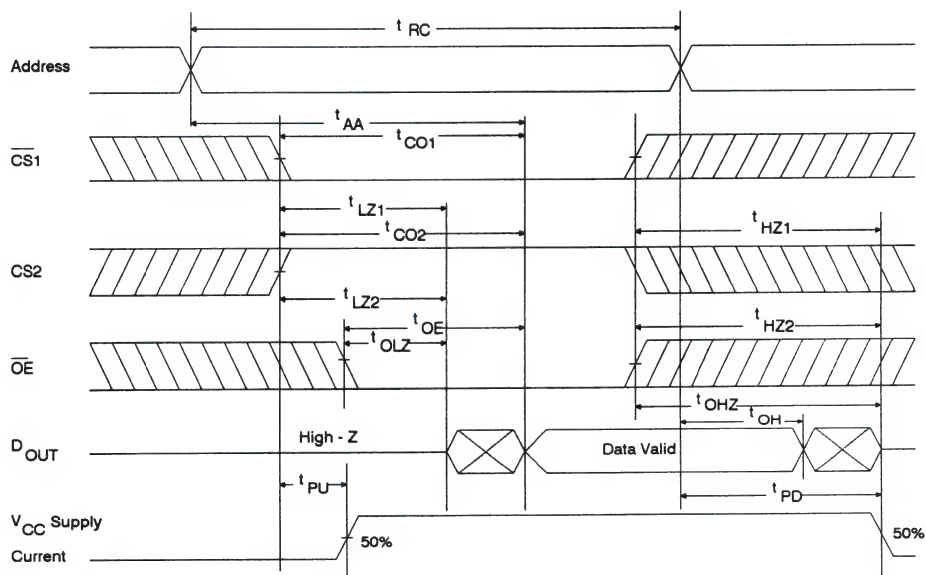 t RC
Address
t AA
t CO1
CS1
t LZ1
t CO2
t HZ1
CS2
t LZ2
t OE
t HZ2
t OLZ
OE
t OHZ
t OH
High - Z
Data Valid
D OUT
t PU
t PD
VCC Supply
Current
50%
50%